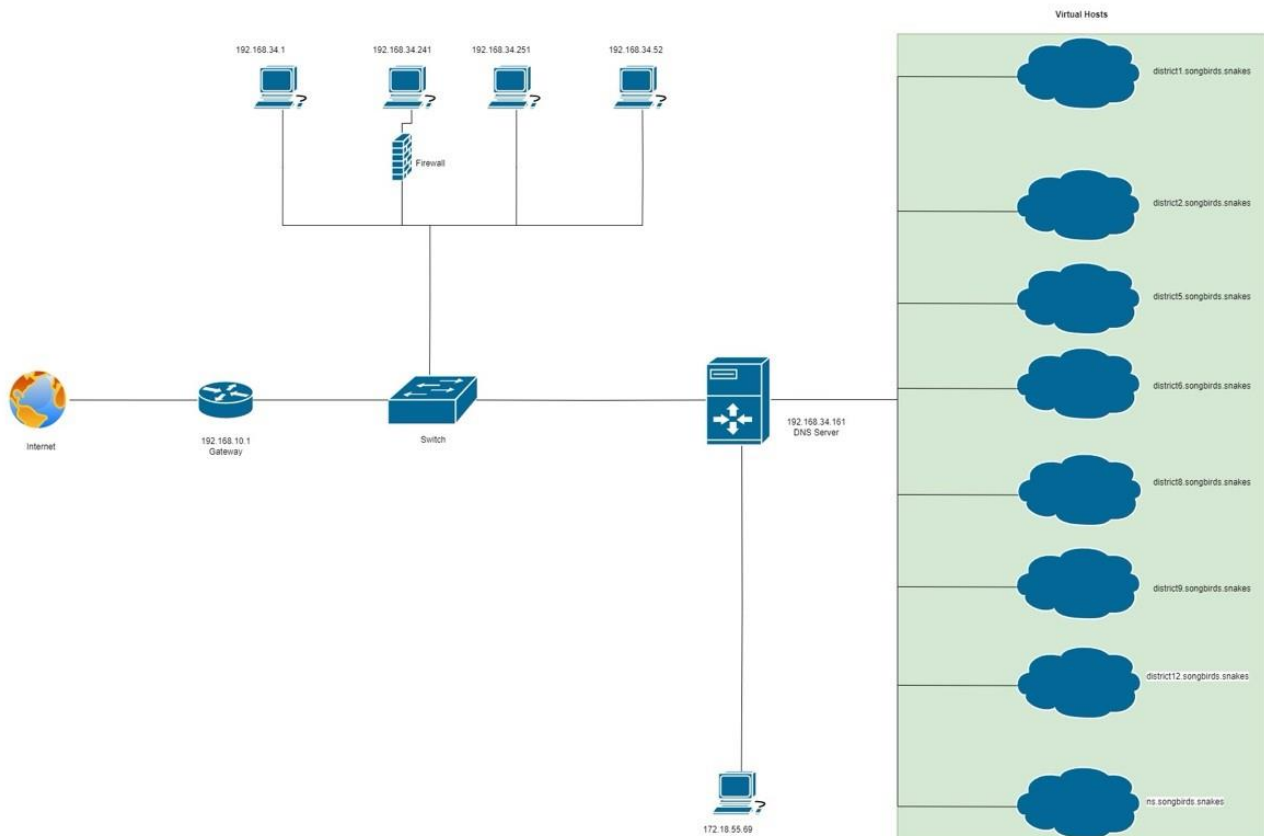 Virtual Hosts
192.168.34.1
192.168.34.241
192.168.34.251
192.168.34.52
district1.songbirds.snakes
Firewall
district2.songbirds.snakes
district5.songbirds.snakes
district6.songbirds.snakes
Internet
192.168.10.1
Gateway
Switch
192.168.34.161
DNS Server
district8.songbirds.snakes
district9.songbirds.snakes
district12.songbirds.snakes
ns.songbirds.snakes
172.18.55.69
?
?
?
?
?